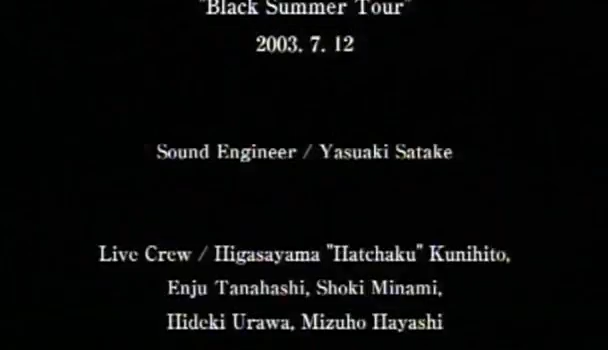 "Black Summer Tour"
2003. 7. 12
Sound Engineer / Yasuaki Satake
Live Crew / Higasayama "Hatchaku" Kunihito,
Enju Tanahashi, Shoki Minami,
Hideki Urawa, Mizuho Hayashi